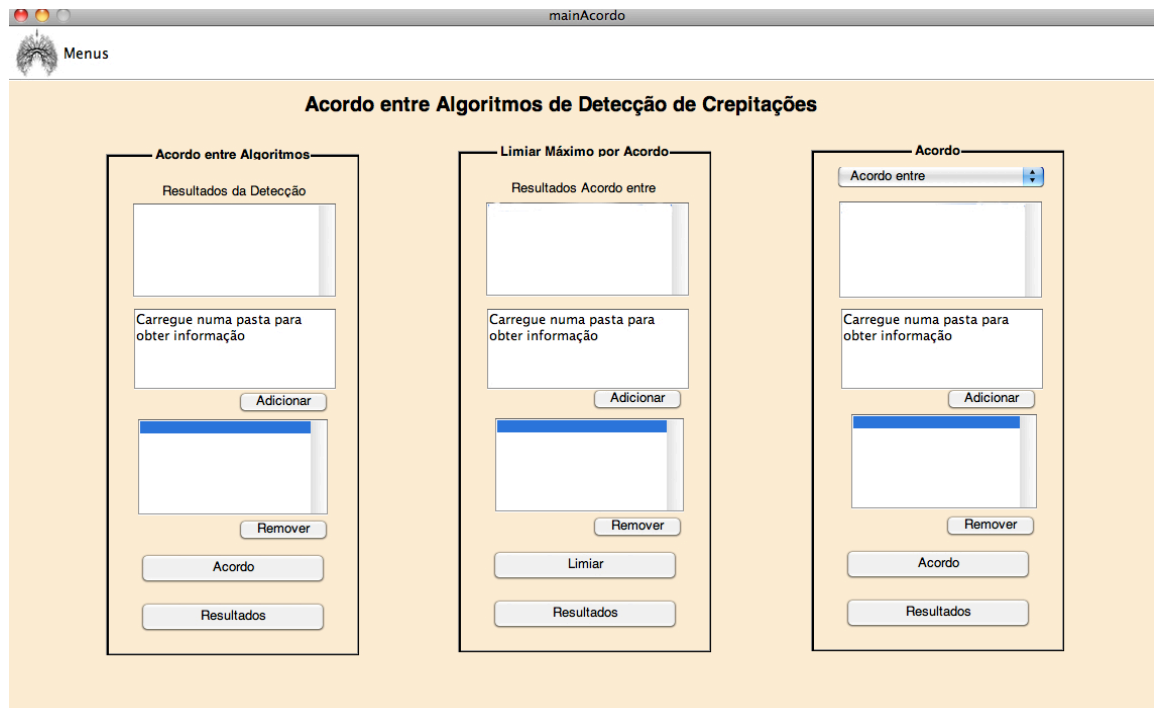 mainAcordo
Menus
Acordo entre Algoritmos de Detecção de Crepitações
Acordo entre Algoritmos
Resultados da Detecção
Carregue numa pasta para
obter informação
Adicionar
Remover
Acordo
Resultados
Limiar Máximo por Acordo
Resultados Acordo entre
Carregue numa pasta para
obter informação
Adicionar
Remover
Limiar
Resultados
Acordo
Acordo entre
Carregue numa pasta para
obter informação
Adicionar
Remover
Acordo
Resultados